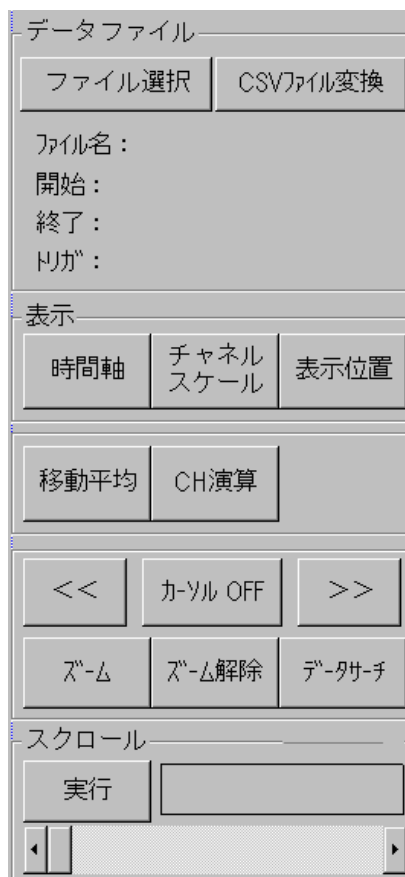 データファイル
ファイル選択 CSVﾌｧｲﾙ変換
ﾌｧｲﾙ名：
開始：
終了：
ﾄﾘｶﾞ：
表示
時間軸 チャネル
スケール 表示位置
移動平均 CH演算
<< ｶｰｿﾙ OFF >>
ｽﾞｰﾑ ｽﾞｰﾑ解除 ﾃﾞｰﾀｻｰﾁ
スクロール
実行